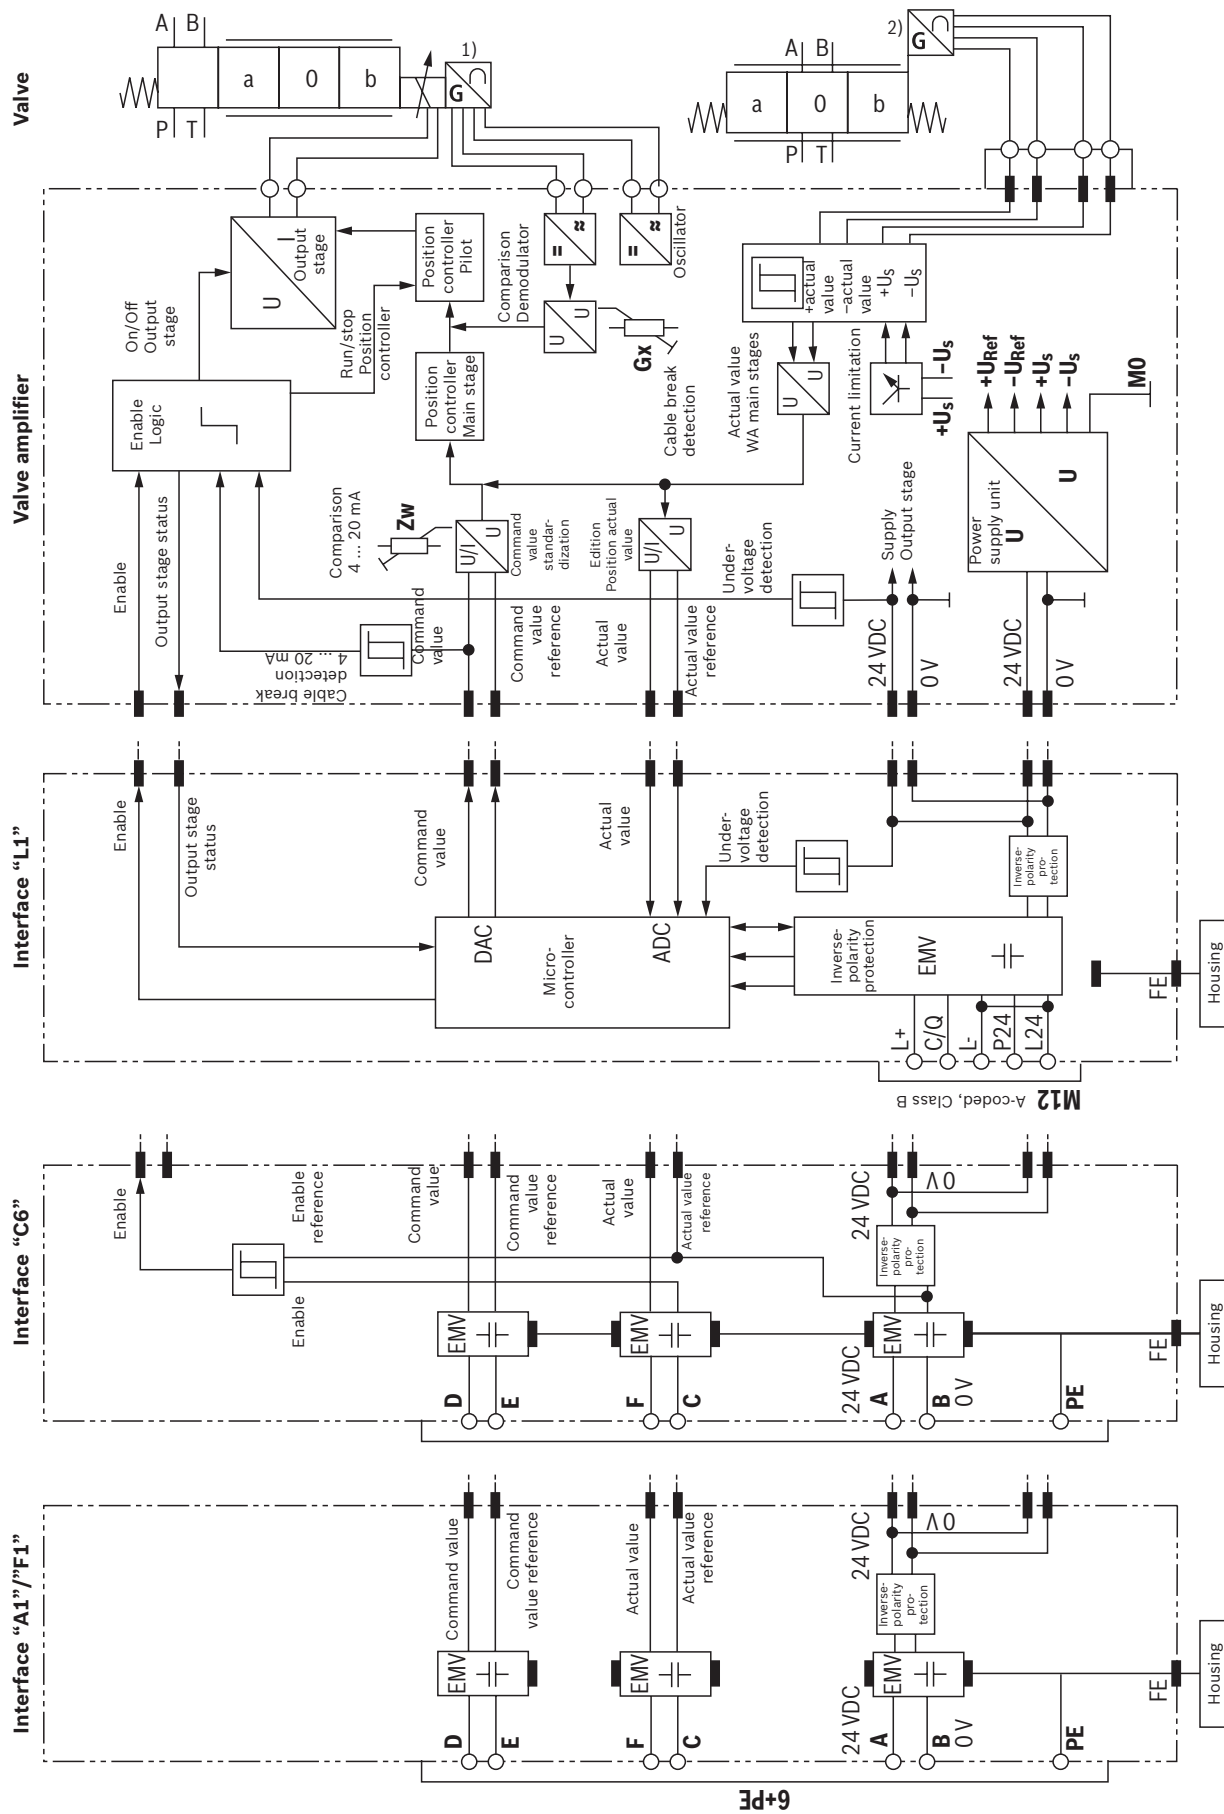 Interface “A1”/”F1”
6+PE
D
E
F
C
24 VDC
A
B
0 V
PE
EMV
EMV
EMV
Command value
Command
value reference
Actual value
Actual value
reference
Inverse-
polarity
pro-
tection
24 VDC
0 V
FE
Housing
Interface “C6”
D
E
F
C
24 VDC
A
B
0 V
PE
EMV
EMV
EMV
Enable
Enable
Enable
reference
Command
value
Command
value
reference
Actual
value
Actual value
reference
Inverse-
polarity
pro-
tection
24 VDC
0 V
FE
Housing
Interface “L1”
M12
A-coded, Class B
L+
C/Q
L-
P24
L24
Enable
Output stage
status
Command
value
Actual
value
DAC
Micro-
controller
ADC
Under-
voltage
detection
Inverse-
polarity
protection
EMV
Inverse-
polarity
pro-
tection
FE
Housing
Valve amplifier
Enable
Output stage status
Cable break
detection
4 ... 20 mA
Command
value
Command
value
reference
Comparison
4 ... 20 mA
Zw
U/I
U
Command
value
standar-
dization
Actual
value
Actual value
reference
Edition
Position actual
value
U/I
U
Under-
voltage
detection
24 VDC
0 V
Supply
Output stage
24 VDC
0 V
Power
supply unit
U
U
+URef
–URef
+Us
–Us
M0
Enable
Logic
On/Off
Output
stage
Run/stop
Position
controller
U
I
Output
stage
Position
controller
Main stage
Position
controller
Pilot
Comparison
Demodulator
U
U
Gx
Cable break
detection
=
≈
=
≈
Oscillator
Actual value
WA main stages
U
U
+actual
value
–actual
value
+Us
–Us
Current limitation
+Us
–Us
Valve
A
B
P
T
a
0
b
1)
G
A
B
P
T
a
0
b
2)
G